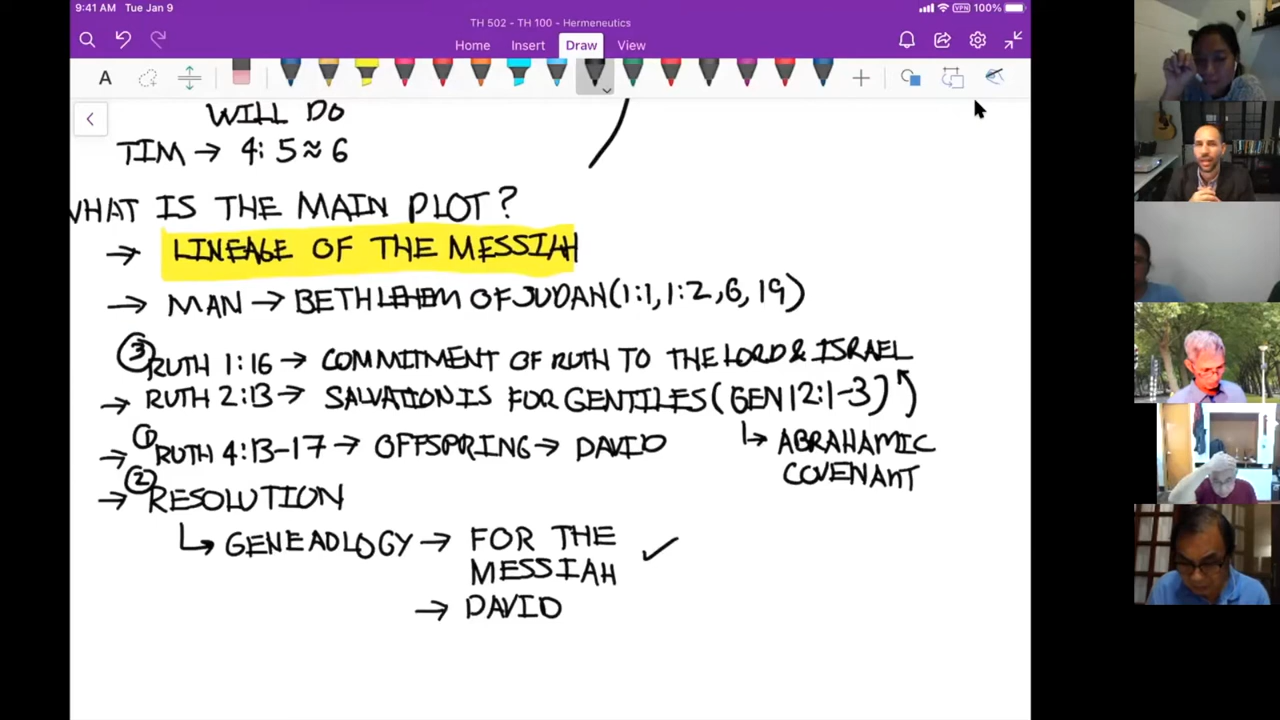 9:41 AM Tue Jan 9
VPN 100%
TH 502 - TH 100 - Hermeneutics
Home Insert Draw View
A
WILL DO
TIM → 4: 5 ≈ 6
WHAT IS THE MAIN PLOT?
→ LINEAGE OF THE MESSIAH
→ MAN → BETHLEHEM OF JUDAH (1:1, 1:2, 6, 19)
③ RUTH 1:16 → COMMITMENT OF RUTH TO THE LORD & ISRAEL
→ RUTH 2:13 → SALVATION IS FOR GENTILES (GEN 12:1-3)
① → RUTH 4:13-17 → OFFSPRING → DAVID
↳ ABRAHAMIC
COVENANT
② → RESOLUTION
↳ GENEADLOGY → FOR THE
MESSIAH ✓
→ DAVID